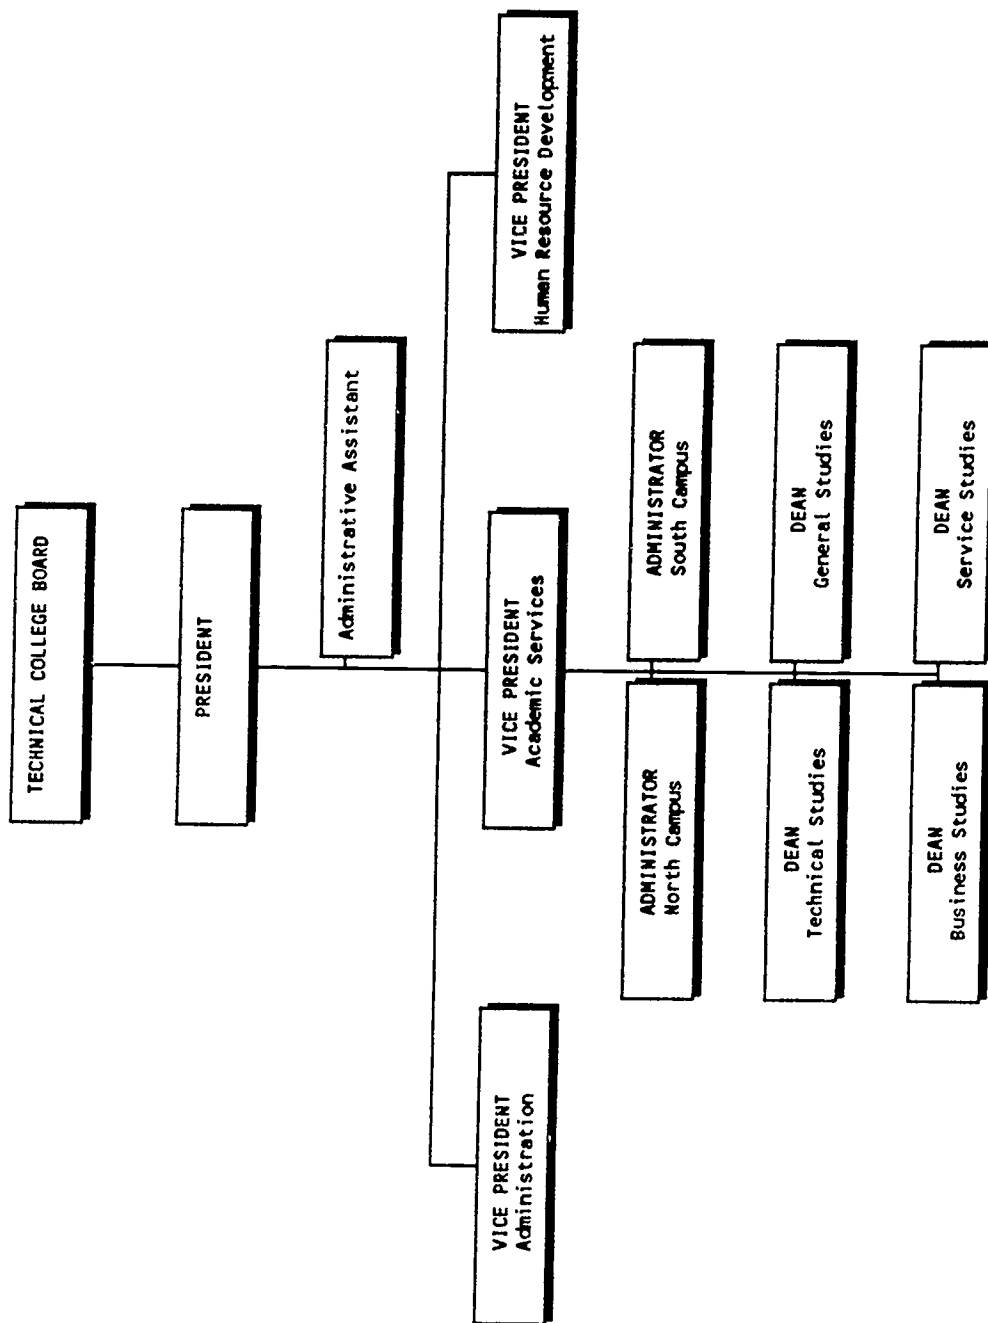 TECHNICAL COLLEGE BOARD
PRESIDENT
Administrative Assistant
VICE PRESIDENT
Administration
VICE PRESIDENT
Academic Services
VICE PRESIDENT
Human Resource Development
ADMINISTRATOR
North Campus
ADMINISTRATOR
South Campus
DEAN
Technical Studies
DEAN
General Studies
DEAN
Business Studies
DEAN
Service Studies